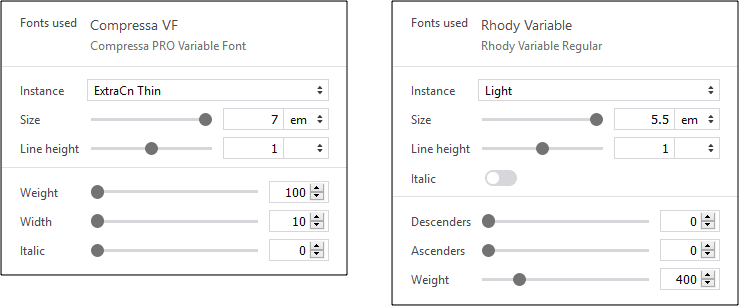 Fonts used Compressa VF
Compressa PRO Variable Font
Instance ExtraCn Thin
Size 7 em
Line height 1
Weight 100
Width 10
Italic 0
Fonts used Rhody Variable
Rhody Variable Regular
Instance Light
Size 5.5 em
Line height 1
Italic
Descenders 0
Ascenders 0
Weight 400